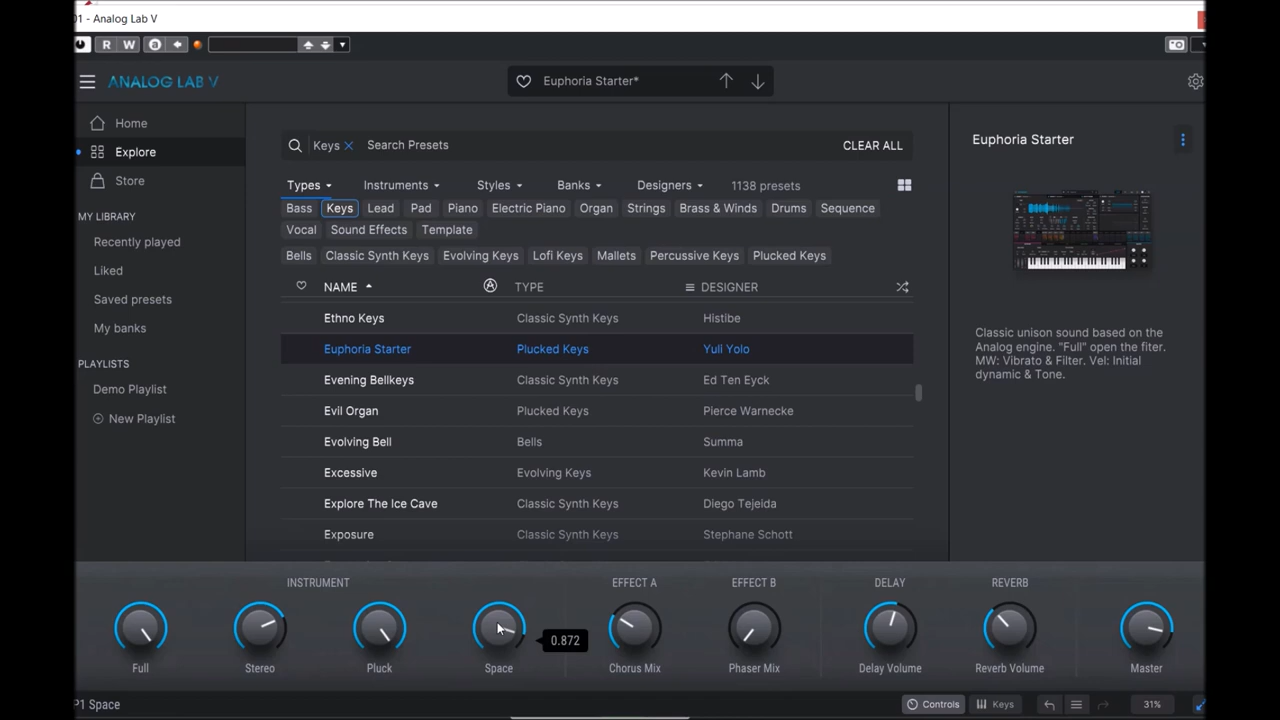 01 - Analog Lab V
R W
ANALOG LAB V
Euphoria Starter*
Home
Explore
Store
MY LIBRARY
Recently played
Liked
Saved presets
My banks
PLAYLISTS
Demo Playlist
New Playlist
Keys Search Presets CLEAR ALL
Types Instruments Styles Banks Designers 1138 presets
Bass Keys Lead Pad Piano Electric Piano Organ Strings Brass & Winds Drums Sequence
Vocal Sound Effects Template
Bells Classic Synth Keys Evolving Keys Lofi Keys Mallets Percussive Keys Plucked Keys
NAME TYPE DESIGNER
Ethno Keys Classic Synth Keys Histibe
Euphoria Starter Plucked Keys Yuli Yolo
Evening Bellkeys Classic Synth Keys Ed Ten Eyck
Evil Organ Plucked Keys Pierce Warnecke
Evolving Bell Bells Summa
Excessive Evolving Keys Kevin Lamb
Explore The Ice Cave Classic Synth Keys Diego Tejeida
Exposure Classic Synth Keys Stephane Schott
Euphoria Starter
Classic unison sound based on the
Analog engine. "Full" open the fiter.
MW: Vibrato & Filter. Vel: Initial
dynamic & Tone.
INSTRUMENT EFFECT A EFFECT B DELAY REVERB
0.872
Full Stereo Pluck Space Chorus Mix Phaser Mix Delay Volume Reverb Volume Master
P1 Space Controls Keys 31%